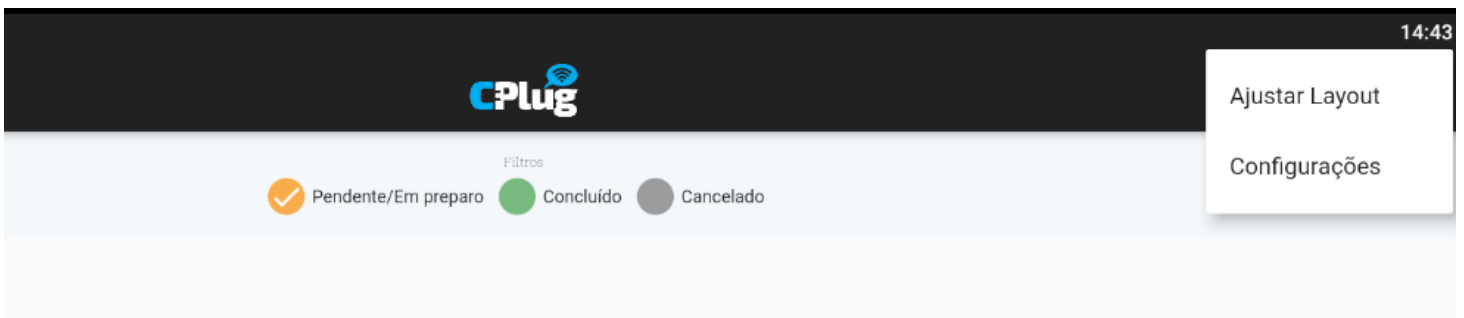 14:43
CPlug
Ajustar Layout
Configurações
Filtros
Pendente/Em preparo Concluído Cancelado